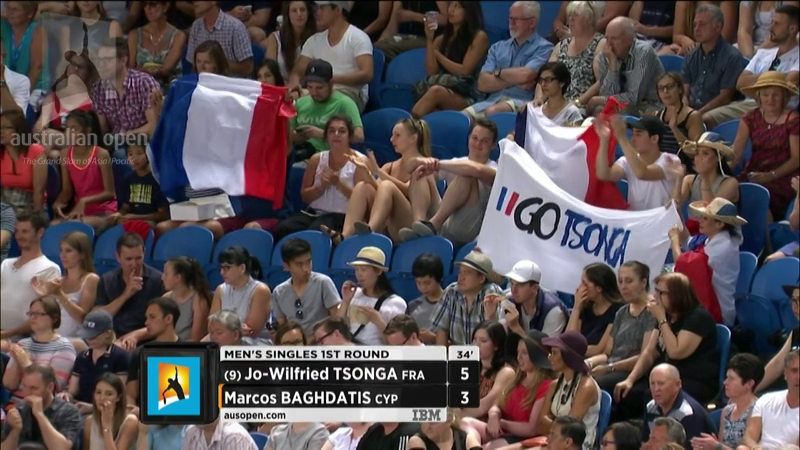 australian open
The Grand Slam of Asia/Pacific
GO TSONGA
MEN'S SINGLES 1ST ROUND 34'
(9) Jo-Wilfried TSONGA FRA 5
Marcos BAGHDATIS CYP 3
ausopen.com IBM